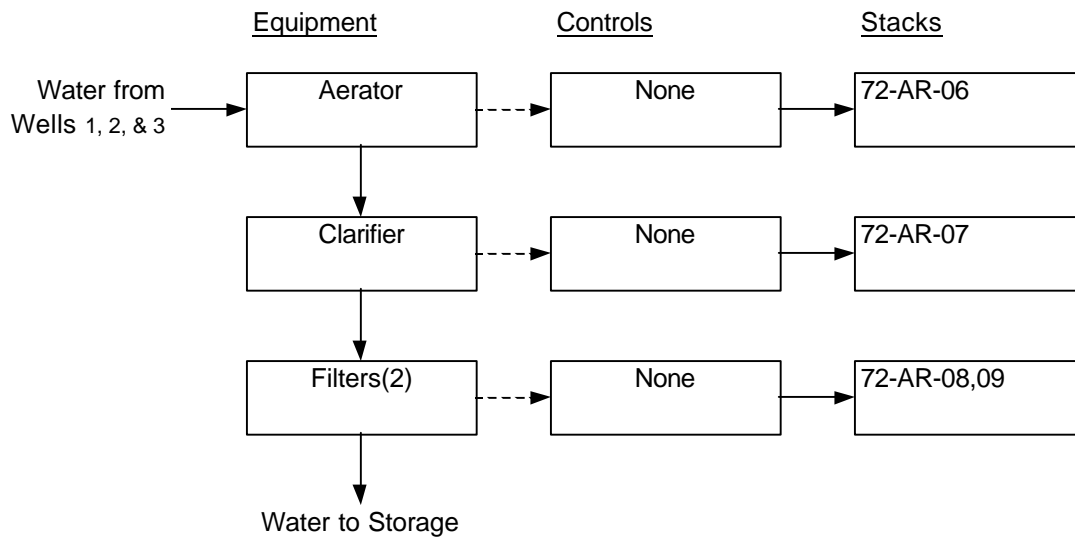 Equipment Controls Stacks
Water from
Wells 1, 2, & 3
Aerator None 72-AR-06
Clarifier None 72-AR-07
Filters(2) None 72-AR-08,09
Water to Storage